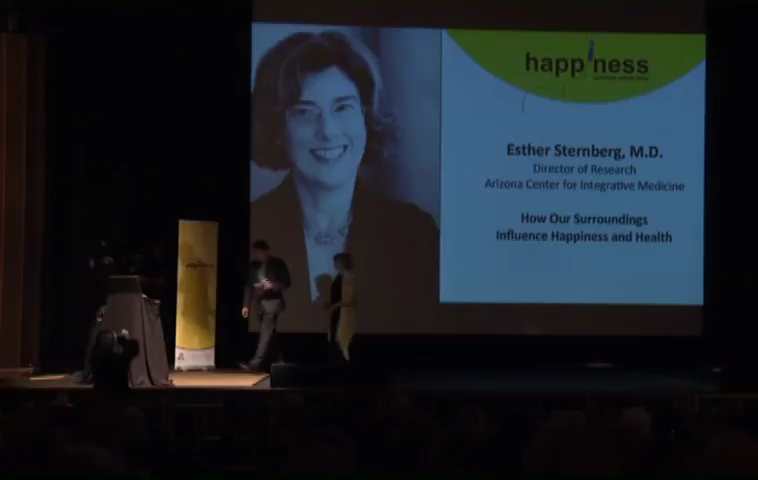 happiness
Esther Sternberg, M.D.
Director of Research
Arizona Center for Integrative Medicine
How Our Surroundings
Influence Happiness and Health